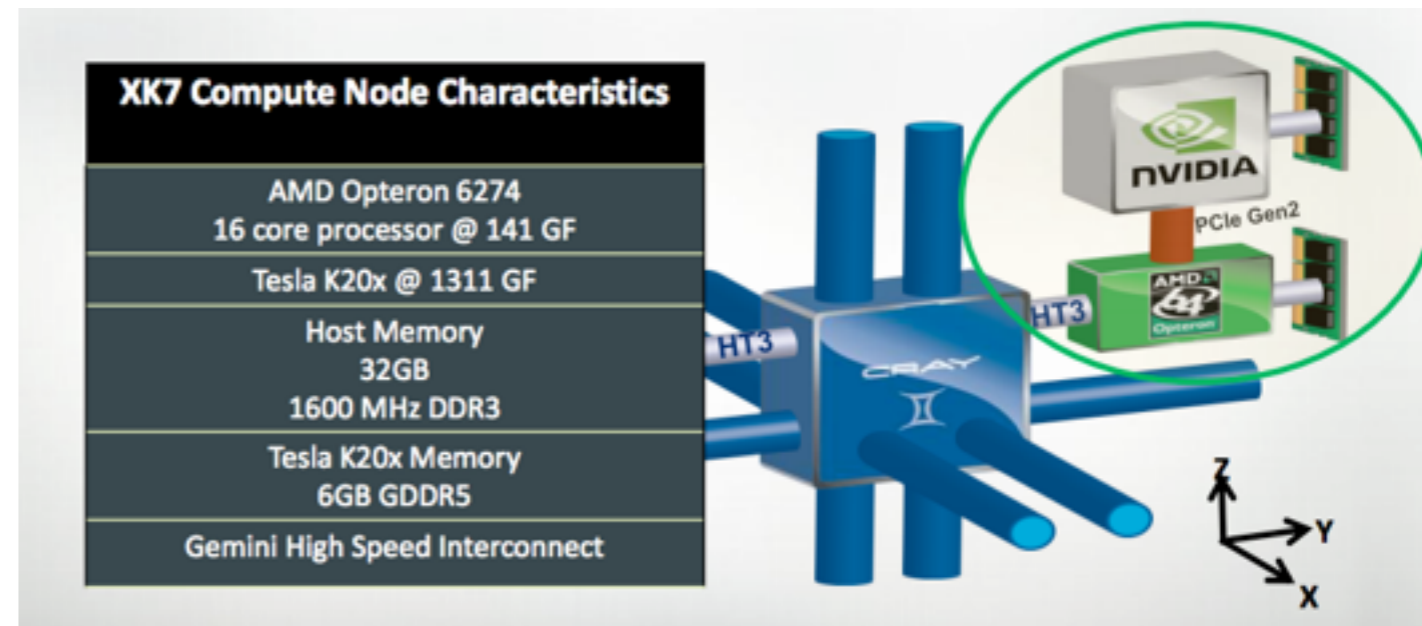 XK7 Compute Node Characteristics
AMD Opteron 6274
16 core processor @ 141 GF
Tesla K20x @ 1311 GF
Host Memory
32GB
1600 MHz DDR3
Tesla K20x Memory
6GB GDDR5
Gemini High Speed Interconnect
HT3
CRAY
HT3
nVIDIA
PCIe Gen2
AMD
64
Opteron
Z
Y
X